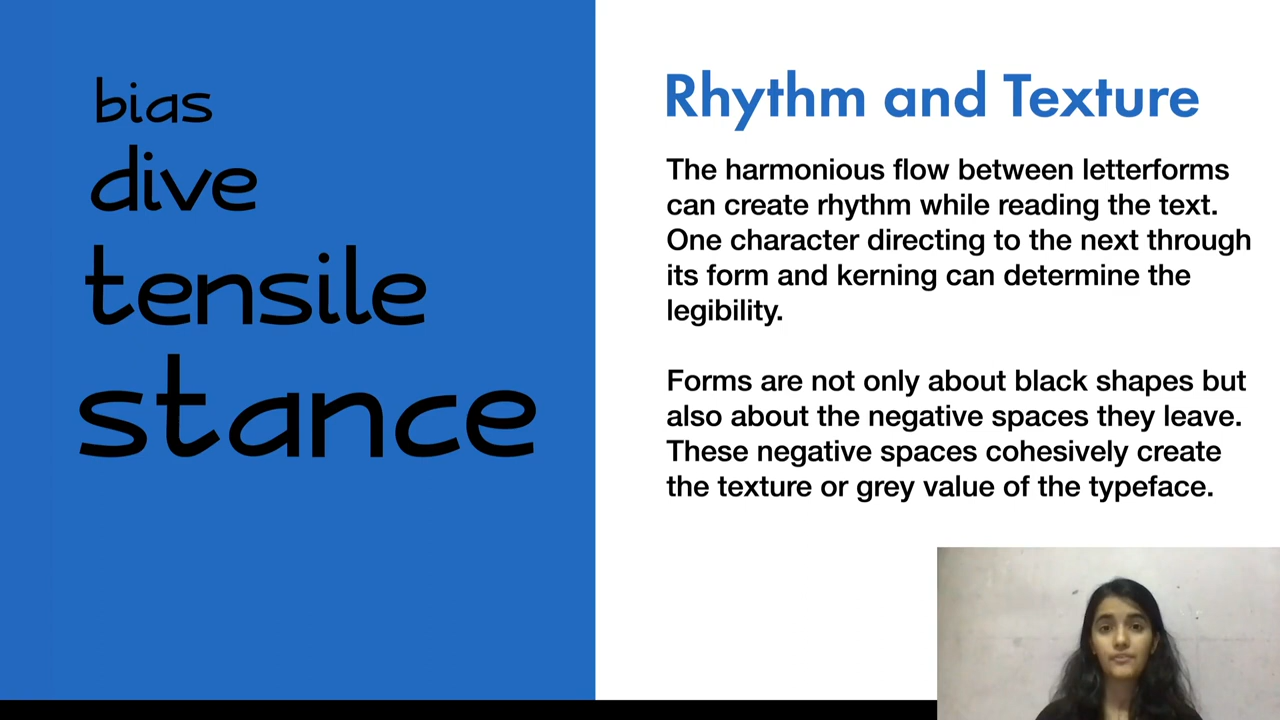 bias
dive
tensile
stance
Rhythm and Texture
The harmonious flow between letterforms
can create rhythm while reading the text.
One character directing to the next through
its form and kerning can determine the
legibility.
Forms are not only about black shapes but
also about the negative spaces they leave.
These negative spaces cohesively create
the texture or grey value of the typeface.